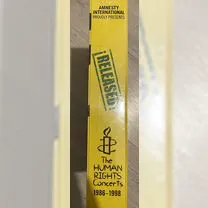 AMNESTY
INTERNATIONAL
PROUDLY PRESENTS
¡RELEASED!
The
HUMAN
RIGHTS
CONCERTS
1986-1998